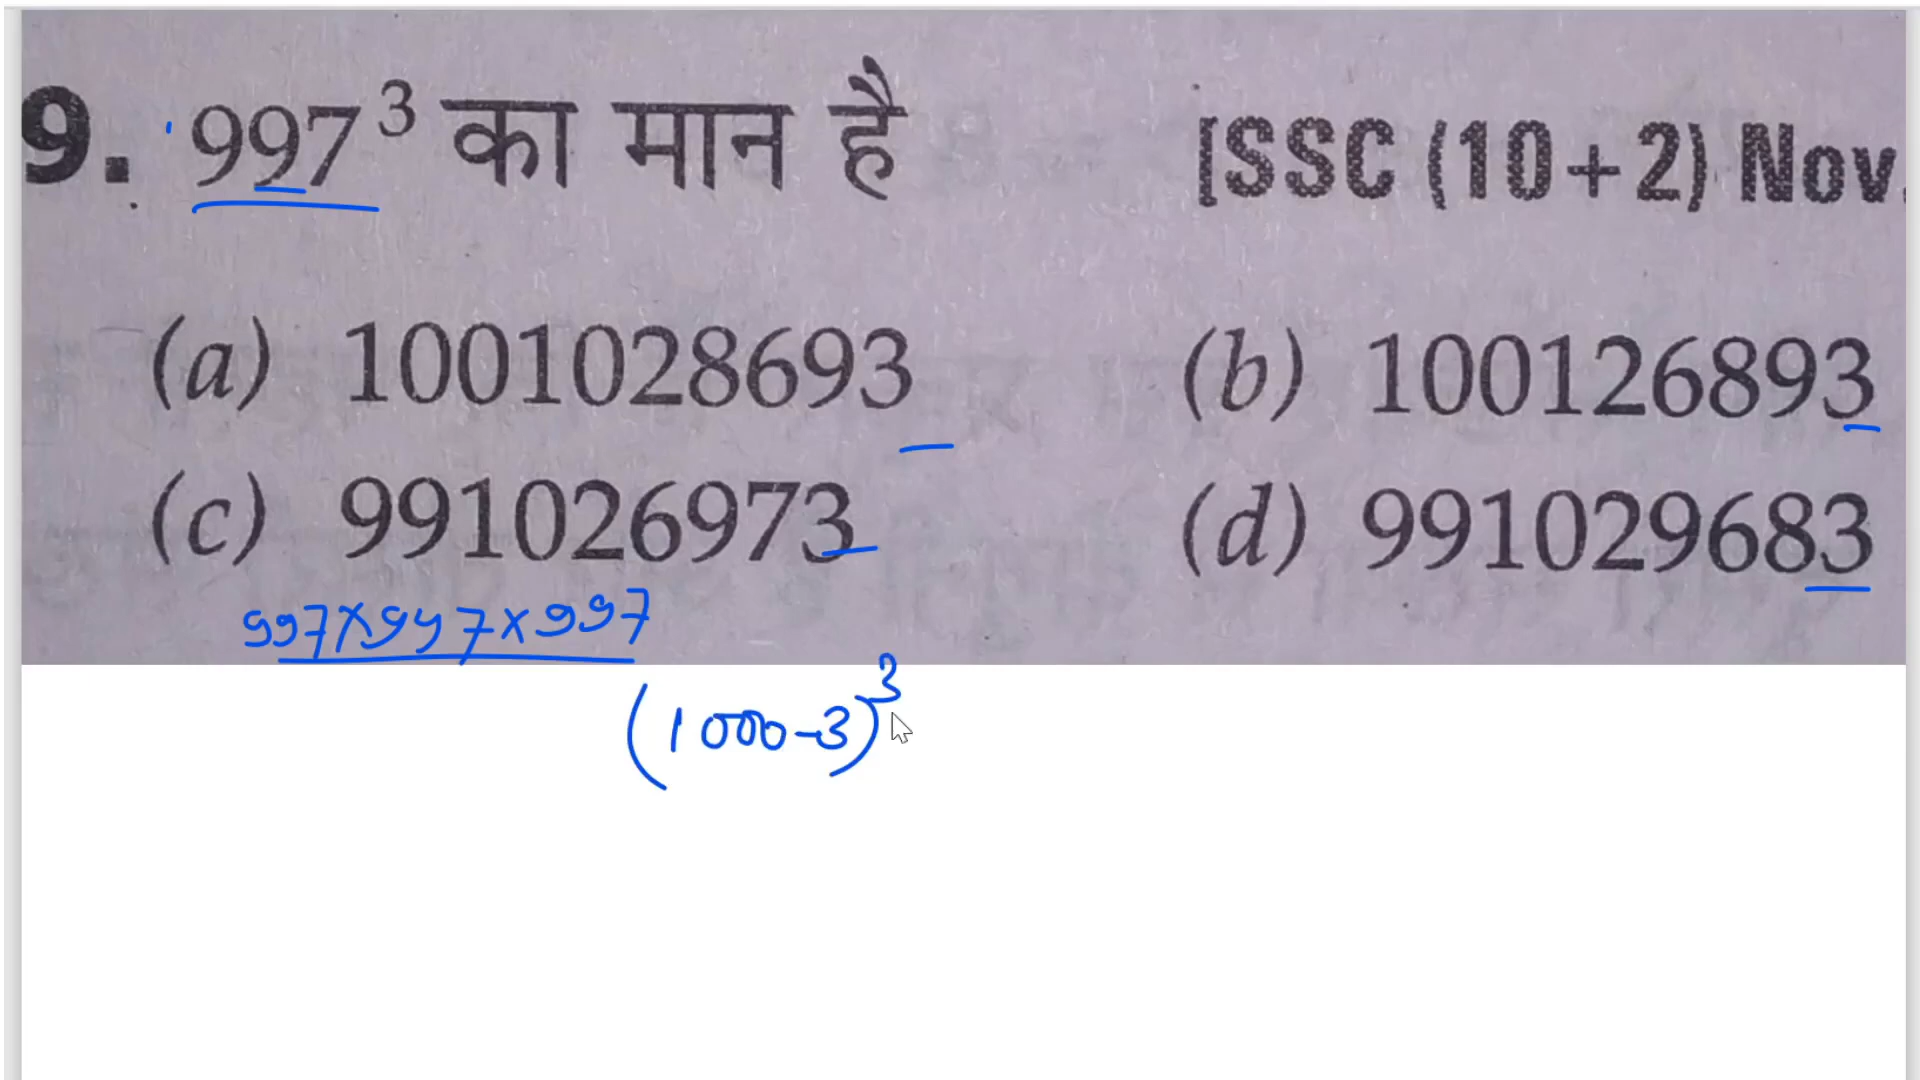 9. 997³ का मान है [SSC (10+2) Nov.
(a) 1001028693 (b) 100126893
(c) 991026973 (d) 991029683
997×997×997
(1000-3)³